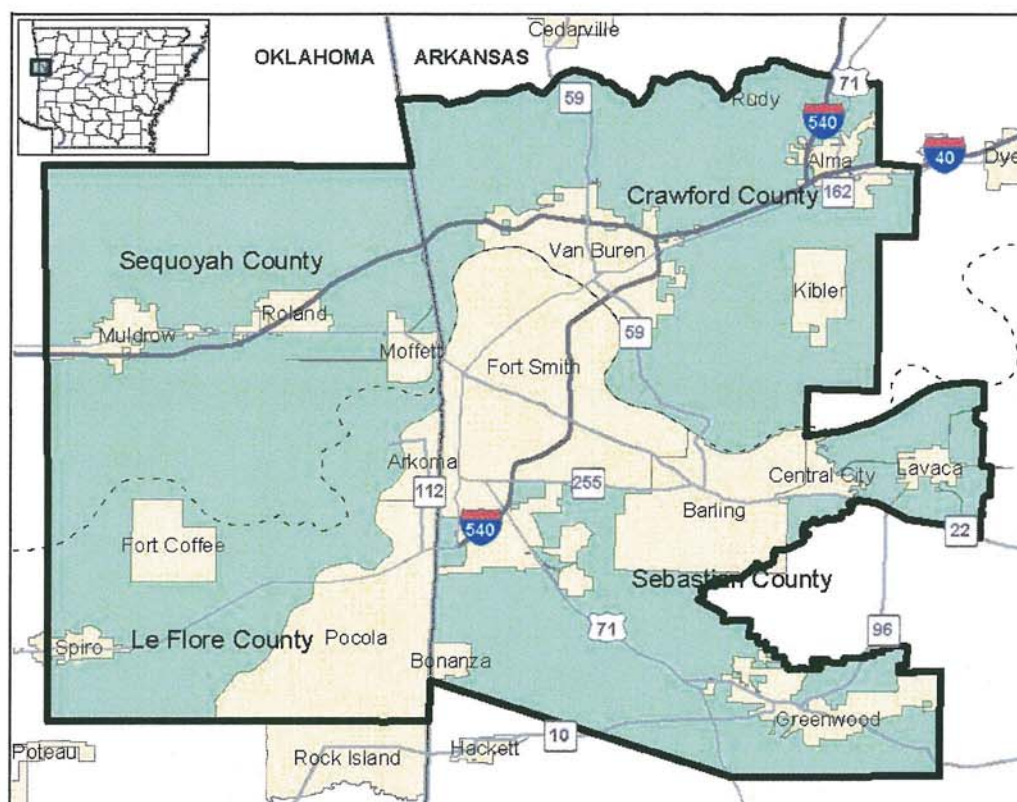 Cedarville
OKLAHOMA ARKANSAS
71
59
Rudy
540
Alma
40
Dye
162
Crawford County
Van Buren
Sequoyah County
Kibler
Roland
Muldrow
59
Moffett
Fort Smith
Arkoma
Central City
Lavaca
112
255
Barling
540
22
Fort Coffee
Sebastian County
71
96
Le Flore County
Pocola
Spiro
Bonanza
Greenwood
10
Poteau
Rock Island
Hackett